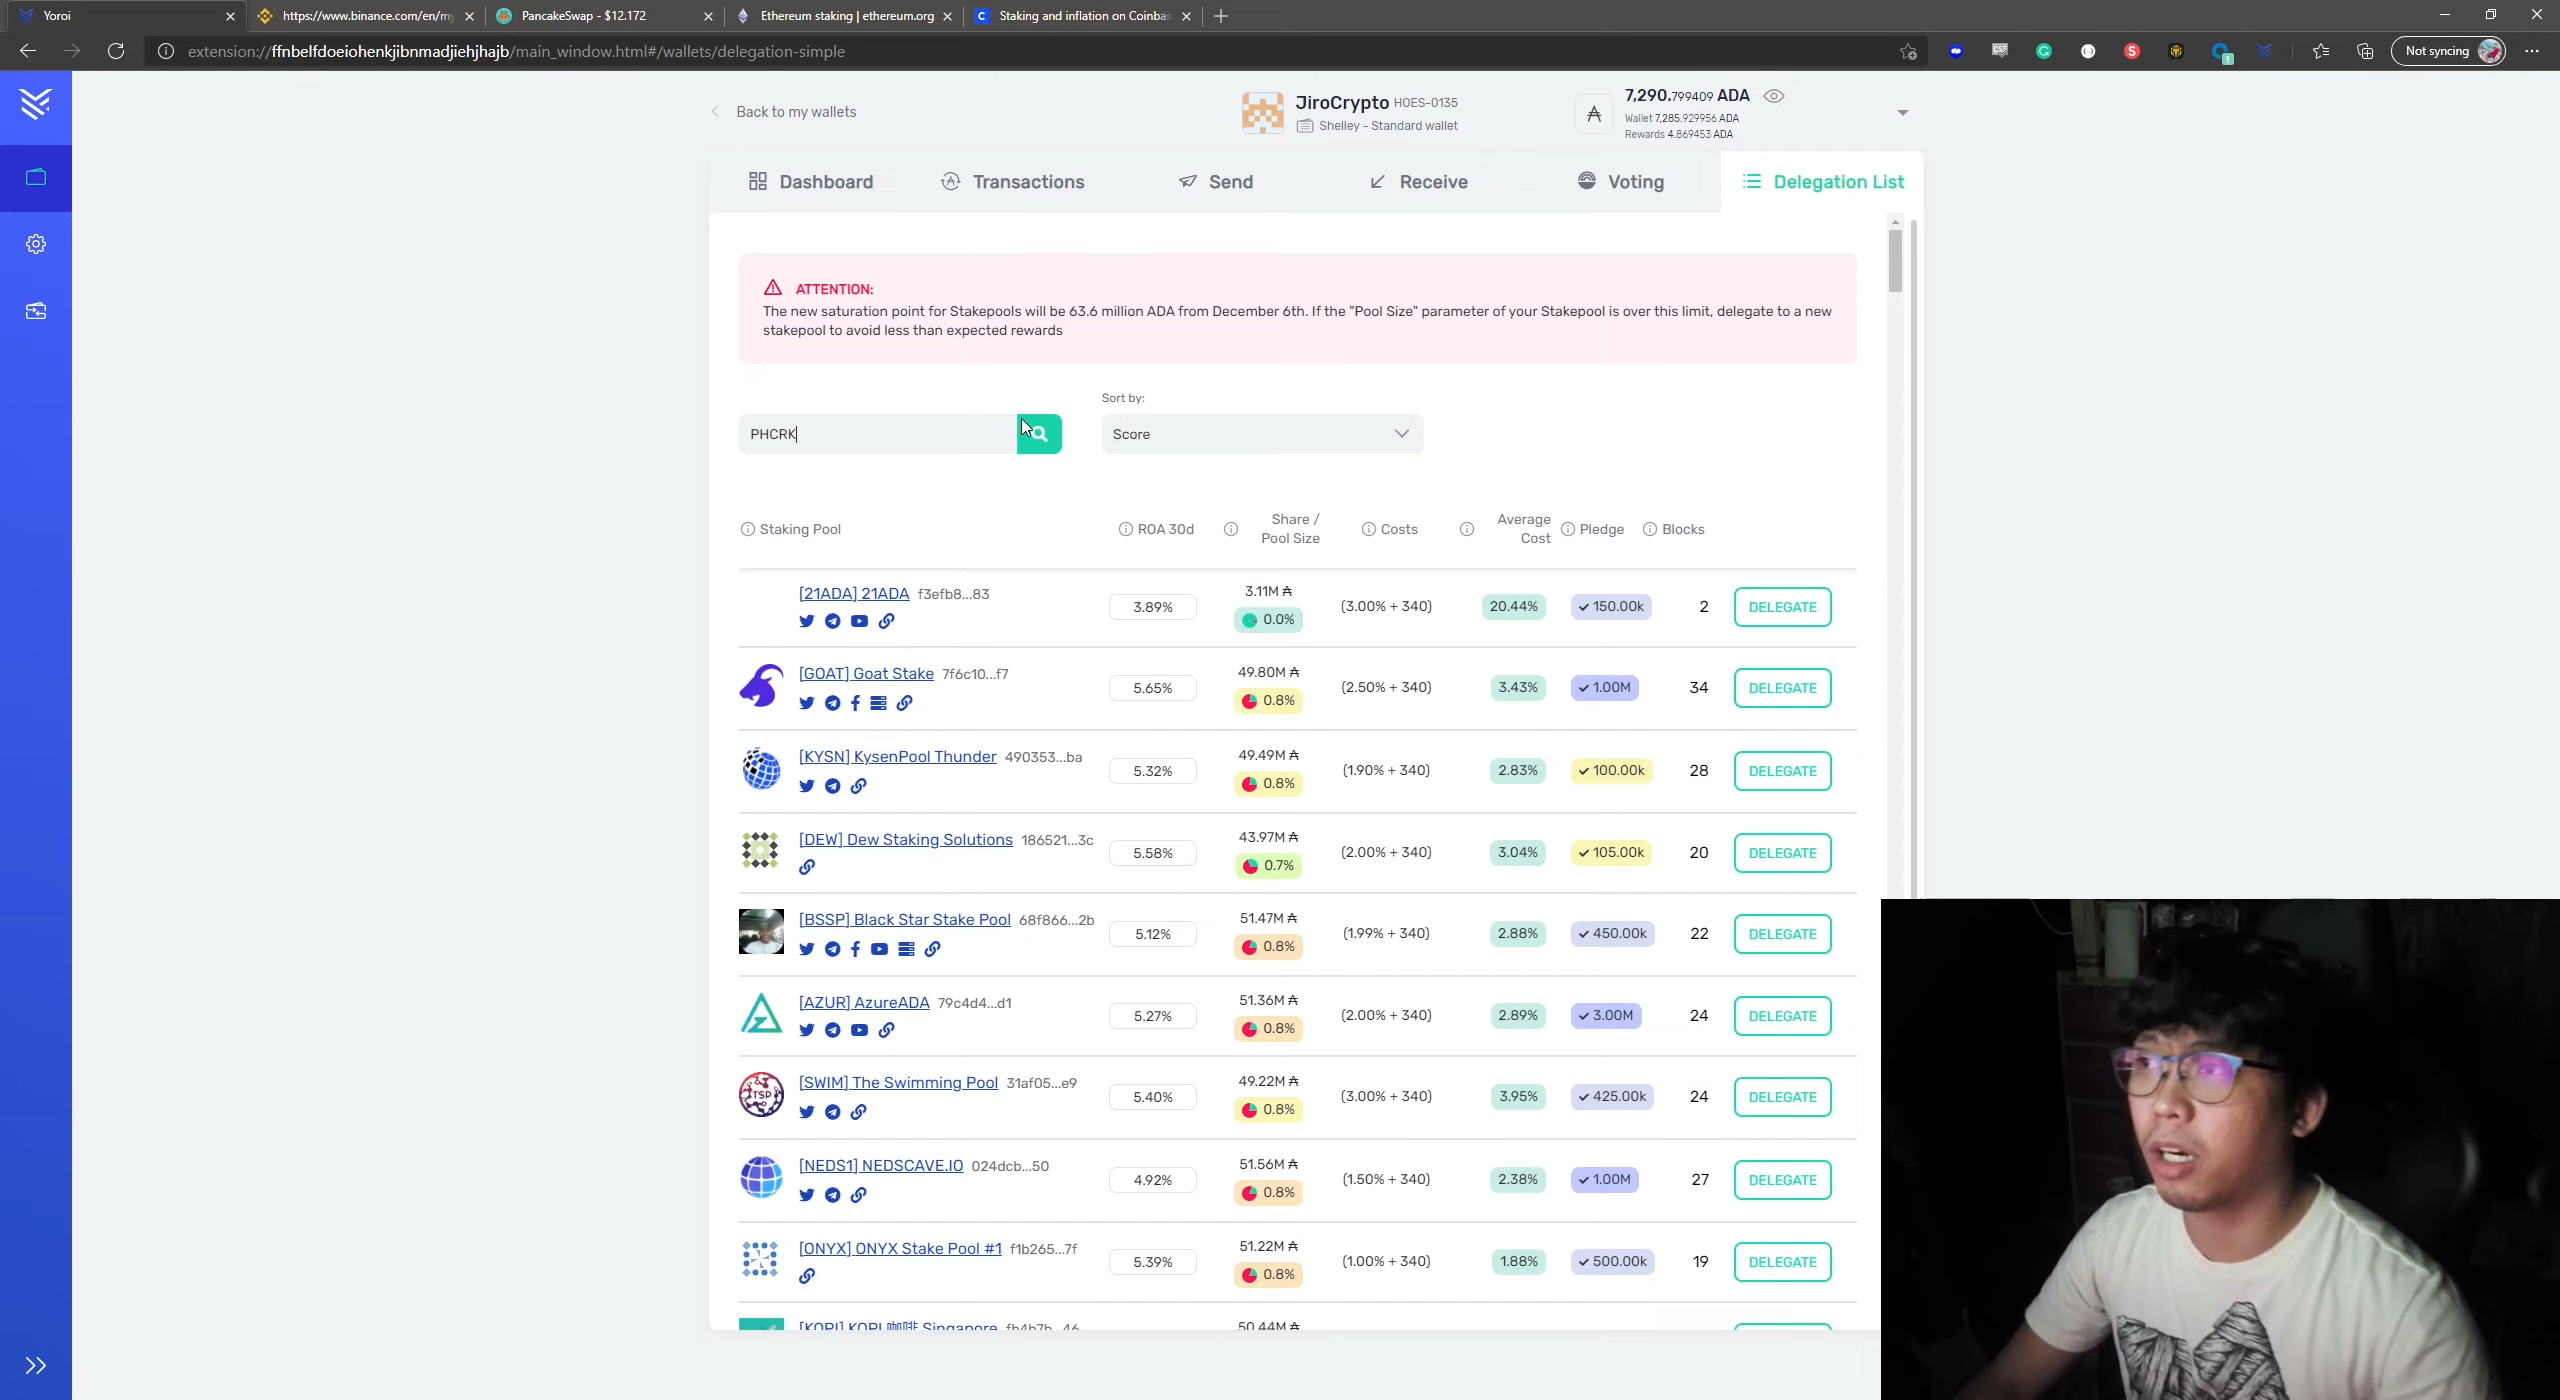 Yoroi
https://www.binance.com/en/my
PancakeSwap - $12.172
Ethereum staking | ethereum.org
Staking and inflation on Coinbas
extension://ffnbelfdoeiohenkjibnmadjiehjhajb/main_window.html#/wallets/delegation-simple
Not syncing
Back to my wallets
JiroCrypto HOES-0135
Shelley - Standard wallet
7,290.799409 ADA
Wallet 7,285.929956 ADA
Rewards 4.869453 ADA
Dashboard
Transactions
Send
Receive
Voting
Delegation List
ATTENTION:
The new saturation point for Stakepools will be 63.6 million ADA from December 6th. If the "Pool Size" parameter of your Stakepool is over this limit, delegate to a new
stakepool to avoid less than expected rewards
Sort by:
PHCRK
Score
Staking Pool ROA 30d Share / Pool Size Costs Average Cost Pledge Blocks
[21ADA] 21ADA f3efb8...83 3.89% 3.11M ₳ 0.0% (3.00% + 340) 20.44% 150.00k 2 DELEGATE
[GOAT] Goat Stake 7f6c10...f7 5.65% 49.80M ₳ 0.8% (2.50% + 340) 3.43% 1.00M 34 DELEGATE
[KYSN] KysenPool Thunder 490353...ba 5.32% 49.49M ₳ 0.8% (1.90% + 340) 2.83% 100.00k 28 DELEGATE
[DEW] Dew Staking Solutions 186521...3c 5.58% 43.97M ₳ 0.7% (2.00% + 340) 3.04% 105.00k 20 DELEGATE
[BSSP] Black Star Stake Pool 68f866...2b 5.12% 51.47M ₳ 0.8% (1.99% + 340) 2.88% 450.00k 22 DELEGATE
[AZUR] AzureADA 79c4d4...d1 5.27% 51.36M ₳ 0.8% (2.00% + 340) 2.89% 3.00M 24 DELEGATE
[SWIM] The Swimming Pool 31af05...e9 5.40% 49.22M ₳ 0.8% (3.00% + 340) 3.95% 425.00k 24 DELEGATE
[NEDS1] NEDSCAVE.IO 024dcb...50 4.92% 51.56M ₳ 0.8% (1.50% + 340) 2.38% 1.00M 27 DELEGATE
[ONYX] ONYX Stake Pool #1 f1b265...7f 5.39% 51.22M ₳ 0.8% (1.00% + 340) 1.88% 500.00k 19 DELEGATE
[KOPI] KOPI 咖啡 Singapore fb4b7b...46 50.44M ₳